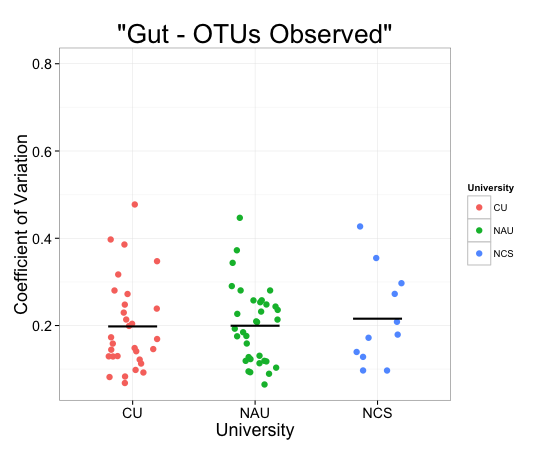 "Gut - OTUs Observed"
0.8
0.6
0.4
0.2
Coefficient of Variation
CU NAU NCS
University
University
CU
NAU
NCS